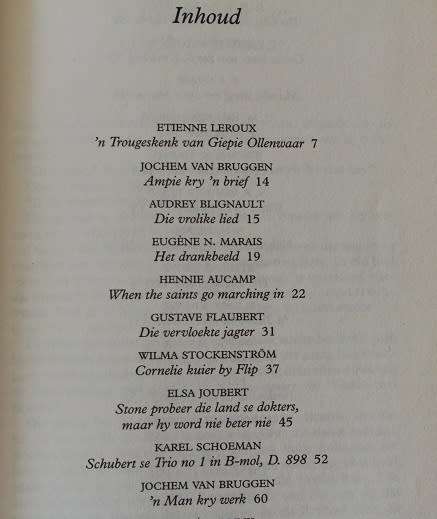 Inhoud
ETIENNE LEROUX
'n Trougeskenk van Giepie Ollenwaar 7
JOCHEM VAN BRUGGEN
Ampie kry 'n brief 14
AUDREY BLIGNAULT
Die vrolike lied 15
EUGÈNE N. MARAIS
Het drankbeeld 19
HENNIE AUCAMP
When the saints go marching in 22
GUSTAVE FLAUBERT
Die vervloekte jagter 31
WILMA STOCKENSTRÖM
Cornelie kuier by Flip 37
ELSA JOUBERT
Stone probeer die land se dokters,
maar hy word nie beter nie 45
KAREL SCHOEMAN
Schubert se Trio no 1 in B-mol, D. 898 52
JOCHEM VAN BRUGGEN
'n Man kry werk 60